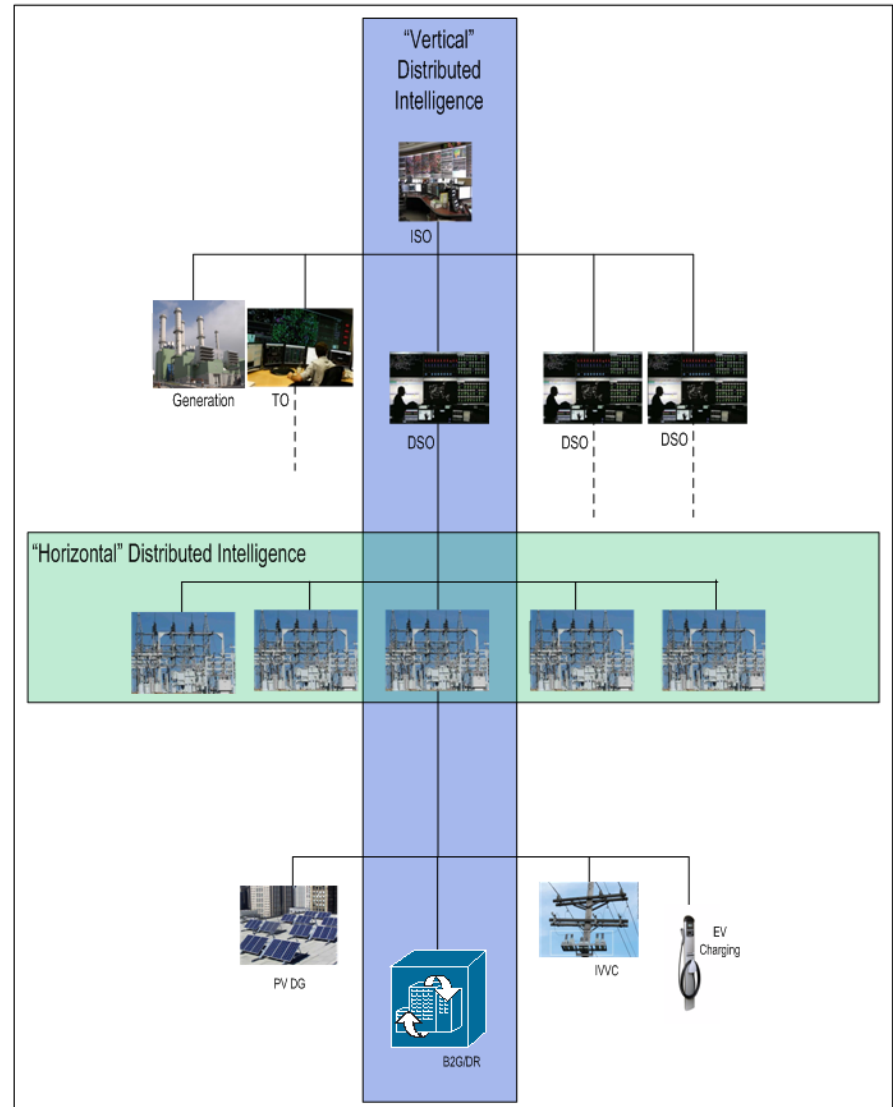 “Vertical”
Distributed
Intelligence
ISO
Generation
TO
DSO
DSO
DSO
“Horizontal” Distributed Intelligence
PV DG
B2G/DR
IVVC
EV
Charging